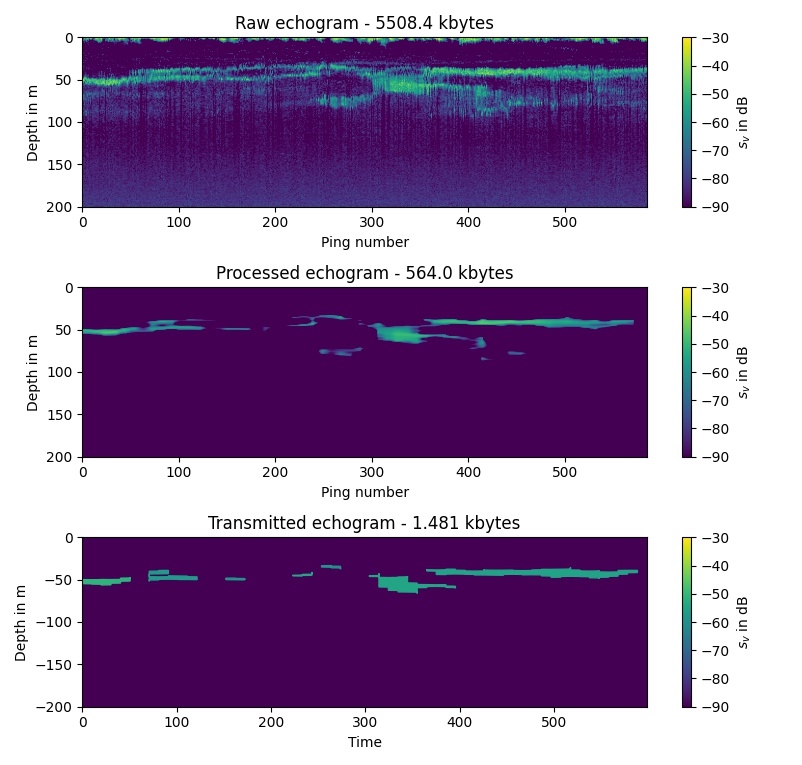 Raw echogram - 5508.4 kbytes
0
50
100
150
200
Depth in m
0 100 200 300 400 500
Ping number
−30
−40
−50
−60
−70
−80
−90
sv in dB
Processed echogram - 564.0 kbytes
0
50
100
150
200
Depth in m
0 100 200 300 400 500
Ping number
−30
−40
−50
−60
−70
−80
−90
sv in dB
Transmitted echogram - 1.481 kbytes
0
−50
−100
−150
−200
Depth in m
0 100 200 300 400 500
Time
−30
−40
−50
−60
−70
−80
−90
sv in dB